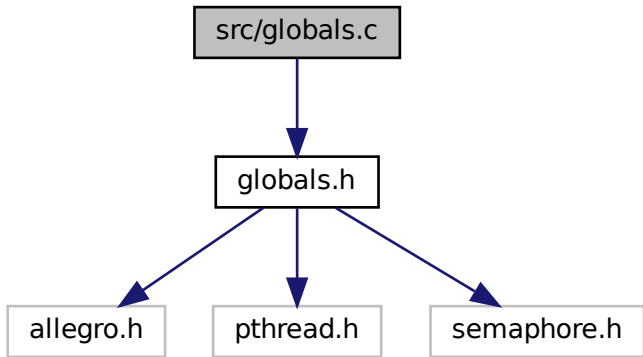 src/globals.c
globals.h
allegro.h
pthread.h
semaphore.h